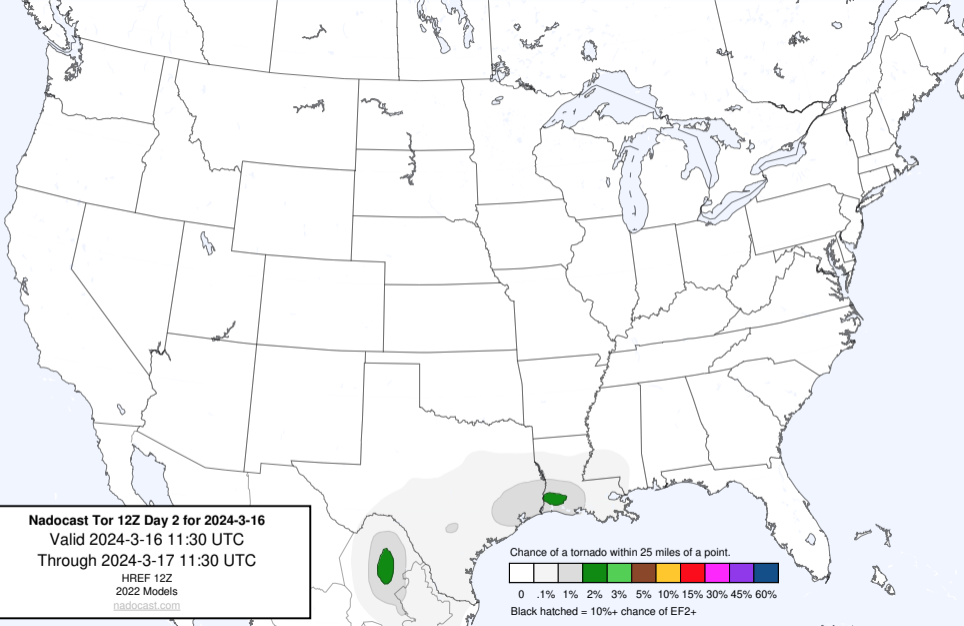 Nadocast Tor 12Z Day 2 for 2024-3-16
Valid 2024-3-16 11:30 UTC
Through 2024-3-17 11:30 UTC
HREF 12Z
2022 Models
nadocast.com
Chance of a tornado within 25 miles of a point.
0 .1% 1% 2% 3% 5% 10% 15% 30% 45% 60%
Black hatched = 10%+ chance of EF2+